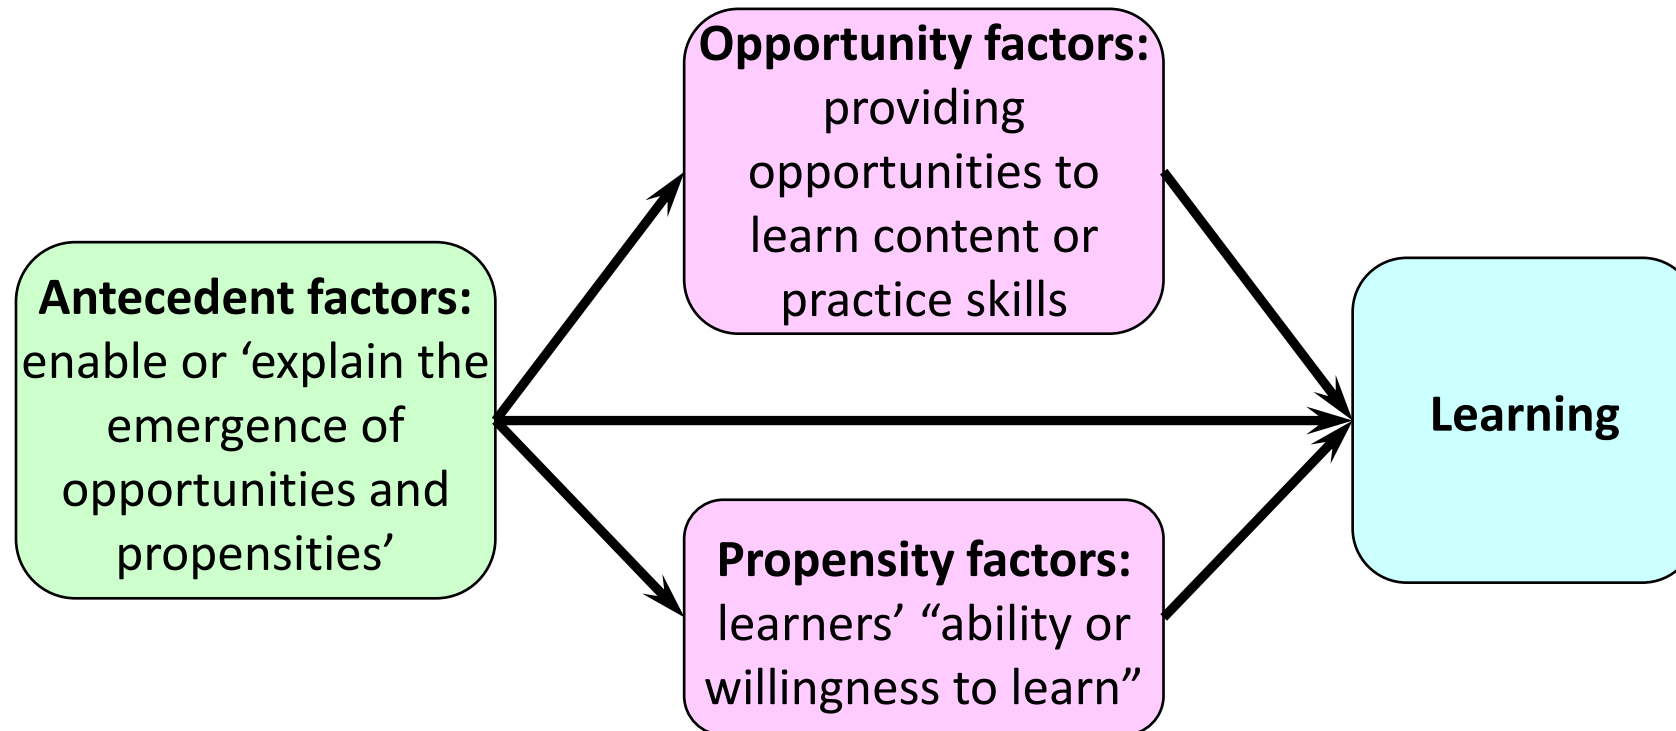 Opportunity factors:
providing
opportunities to
learn content or
practice skills
Antecedent factors:
enable or ‘explain the
emergence of
opportunities and
propensities’
Learning
Propensity factors:
learners’ “ability or
willingness to learn”